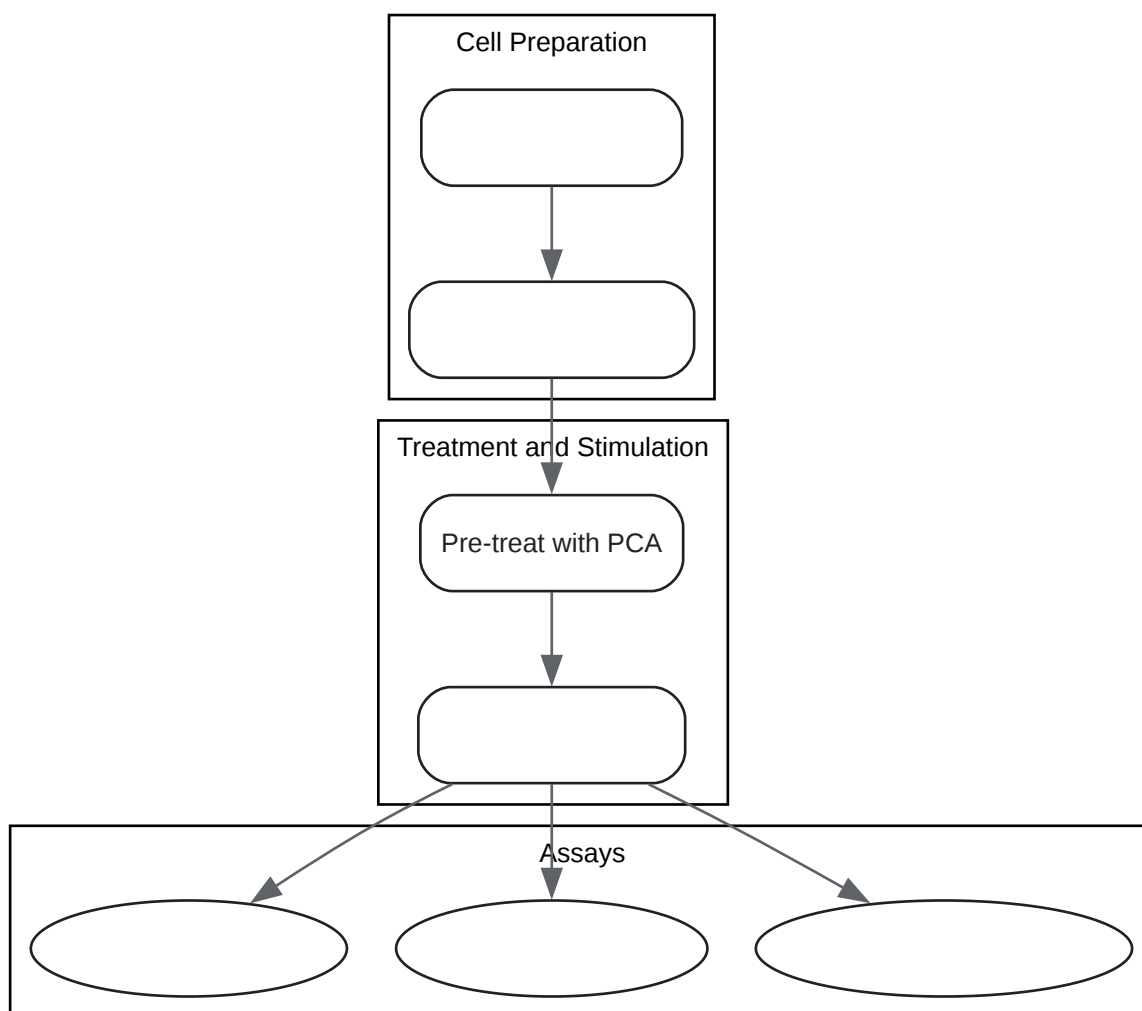 Cell Preparation
Treatment and Stimulation
Pre-treat with PCA
Assays